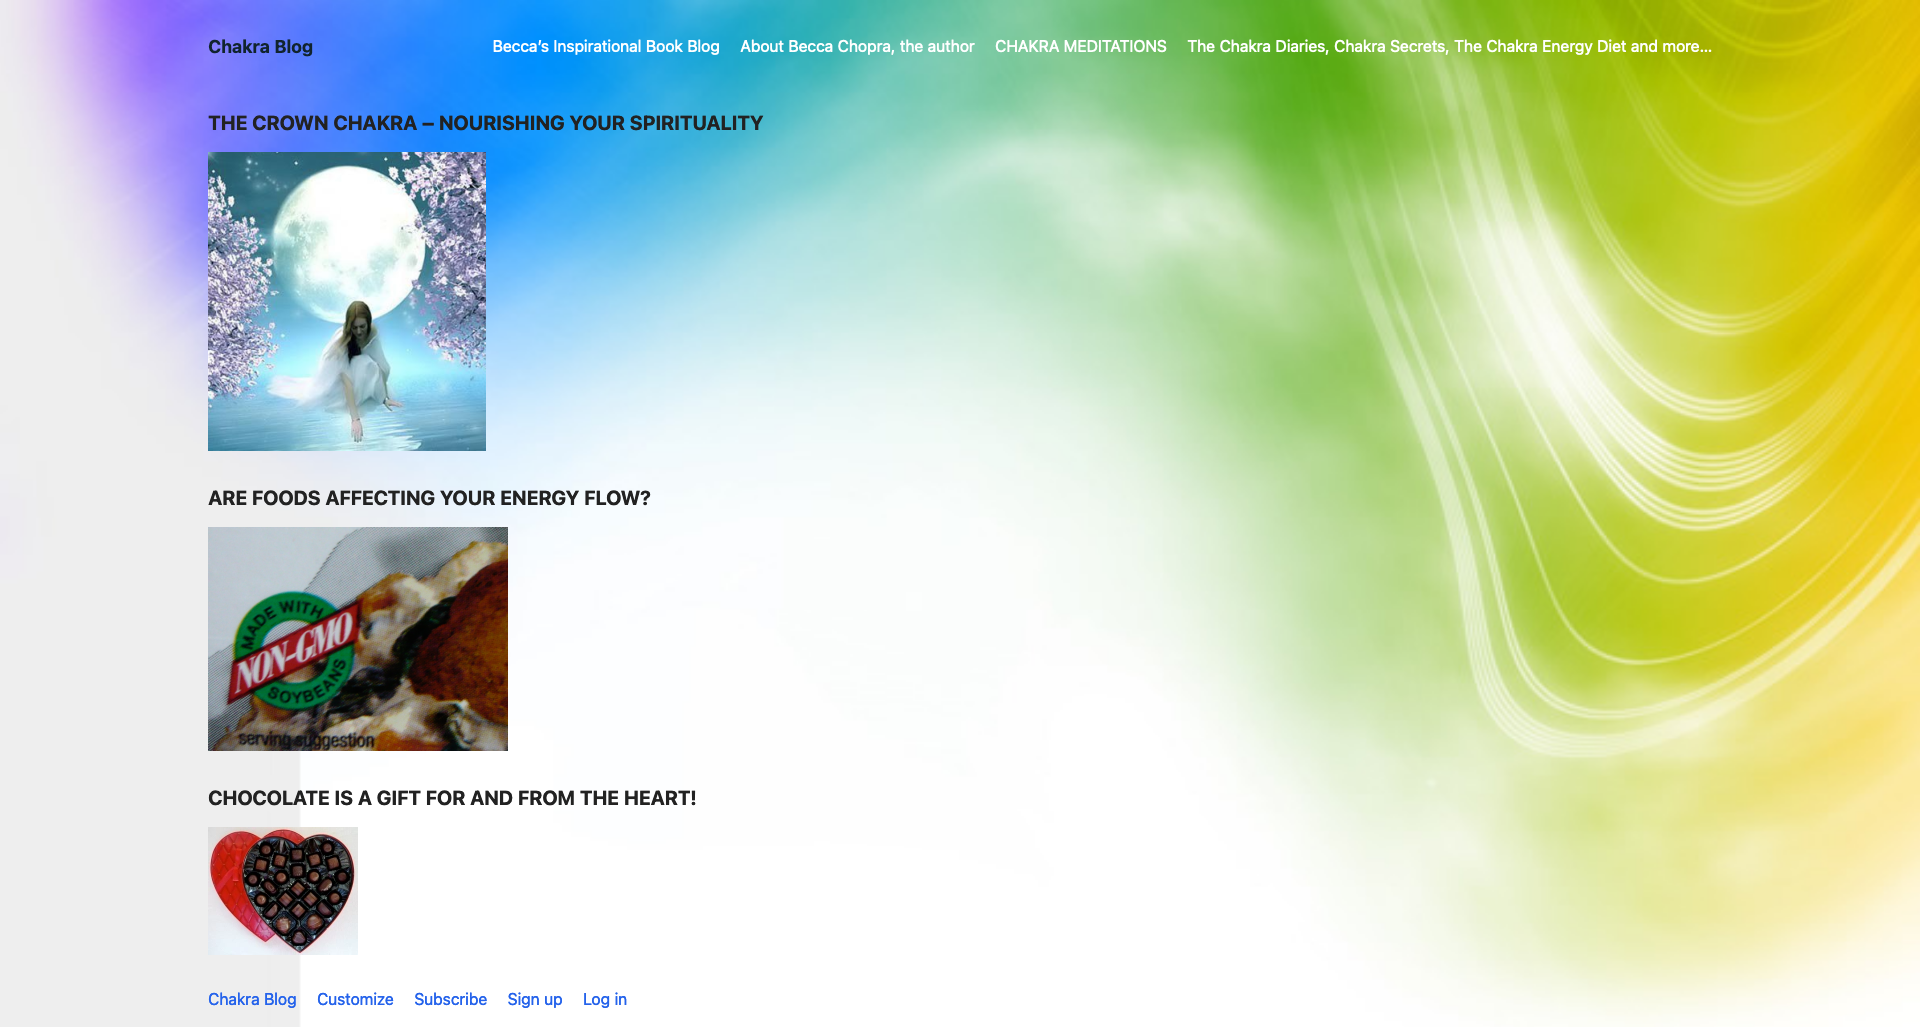 Chakra Blog
Becca’s Inspirational Book Blog
About Becca Chopra, the author
CHAKRA MEDITATIONS
The Chakra Diaries, Chakra Secrets, The Chakra Energy Diet and more…
THE CROWN CHAKRA – NOURISHING YOUR SPIRITUALITY
ARE FOODS AFFECTING YOUR ENERGY FLOW?
MADE WITH
NON-GMO
SOYBEANS
serving suggestion
CHOCOLATE IS A GIFT FOR AND FROM THE HEART!
Chakra Blog
Customize
Subscribe
Sign up
Log in